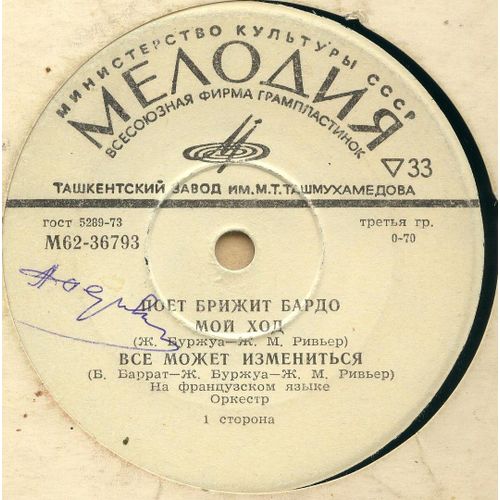 МИНИСТЕРСТВО КУЛЬТУРЫ СССР
МЕЛОДИЯ
ВСЕСОЮЗНАЯ ФИРМА ГРАМПЛАСТИНОК
▽33
ТАШКЕНТСКИЙ ЗАВОД ИМ. М.Т. ТАШМУХАМЕДОВА
гост 5289-73
третья гр.
М62-36793
0-70
ПОЕТ БРИЖИТ БАРДО
МОЙ ХОД
(Ж. Буржуа—Ж. М. Ривьер)
ВСЕ МОЖЕТ ИЗМЕНИТЬСЯ
(Б. Баррат—Ж. Буржуа—Ж. М. Ривьер)
На французском языке
Оркестр
1 сторона